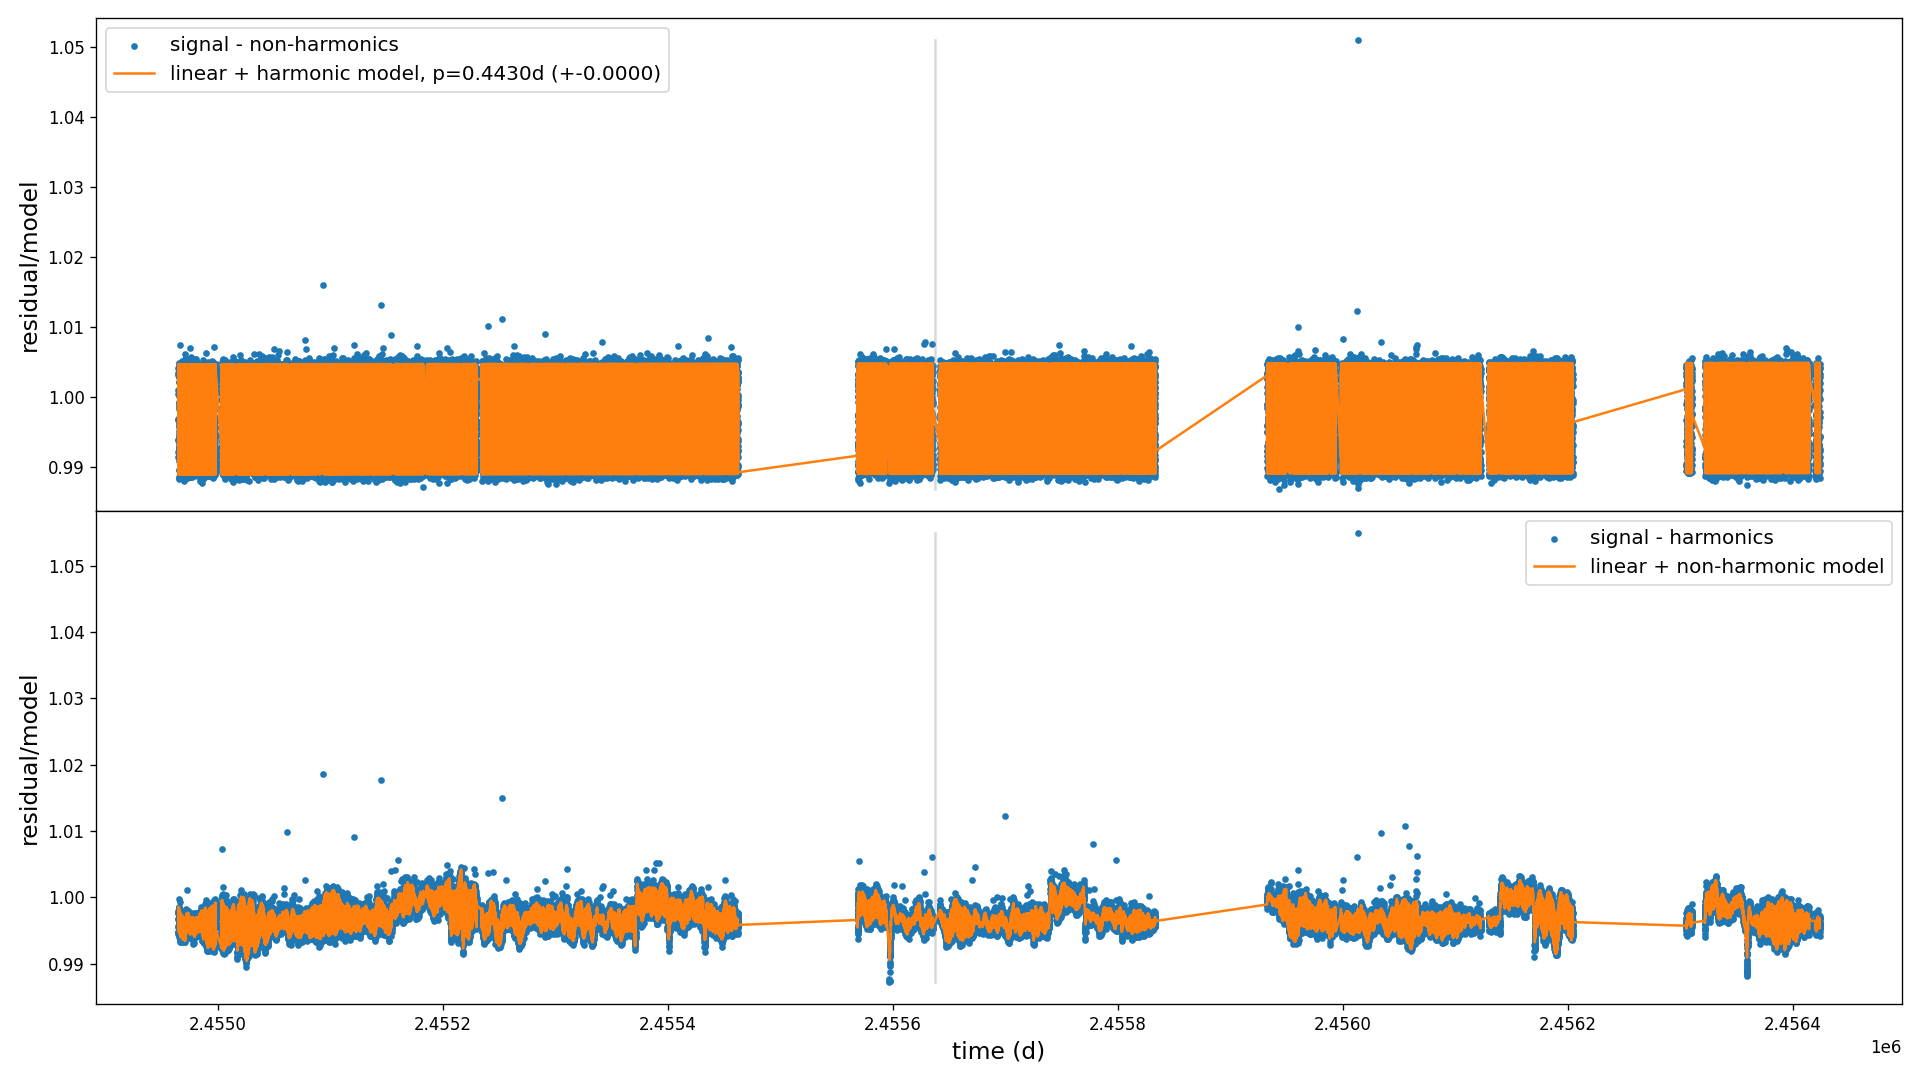 signal - non-harmonics
linear + harmonic model, p=0.4430d (+-0.0000)
1.05
1.04
1.03
1.02
1.01
1.00
0.99
residual/model
signal - harmonics
linear + non-harmonic model
1.05
1.04
1.03
1.02
1.01
1.00
0.99
residual/model
2.4550 2.4552 2.4554 2.4556 2.4558 2.4560 2.4562 2.4564
1e6
time (d)